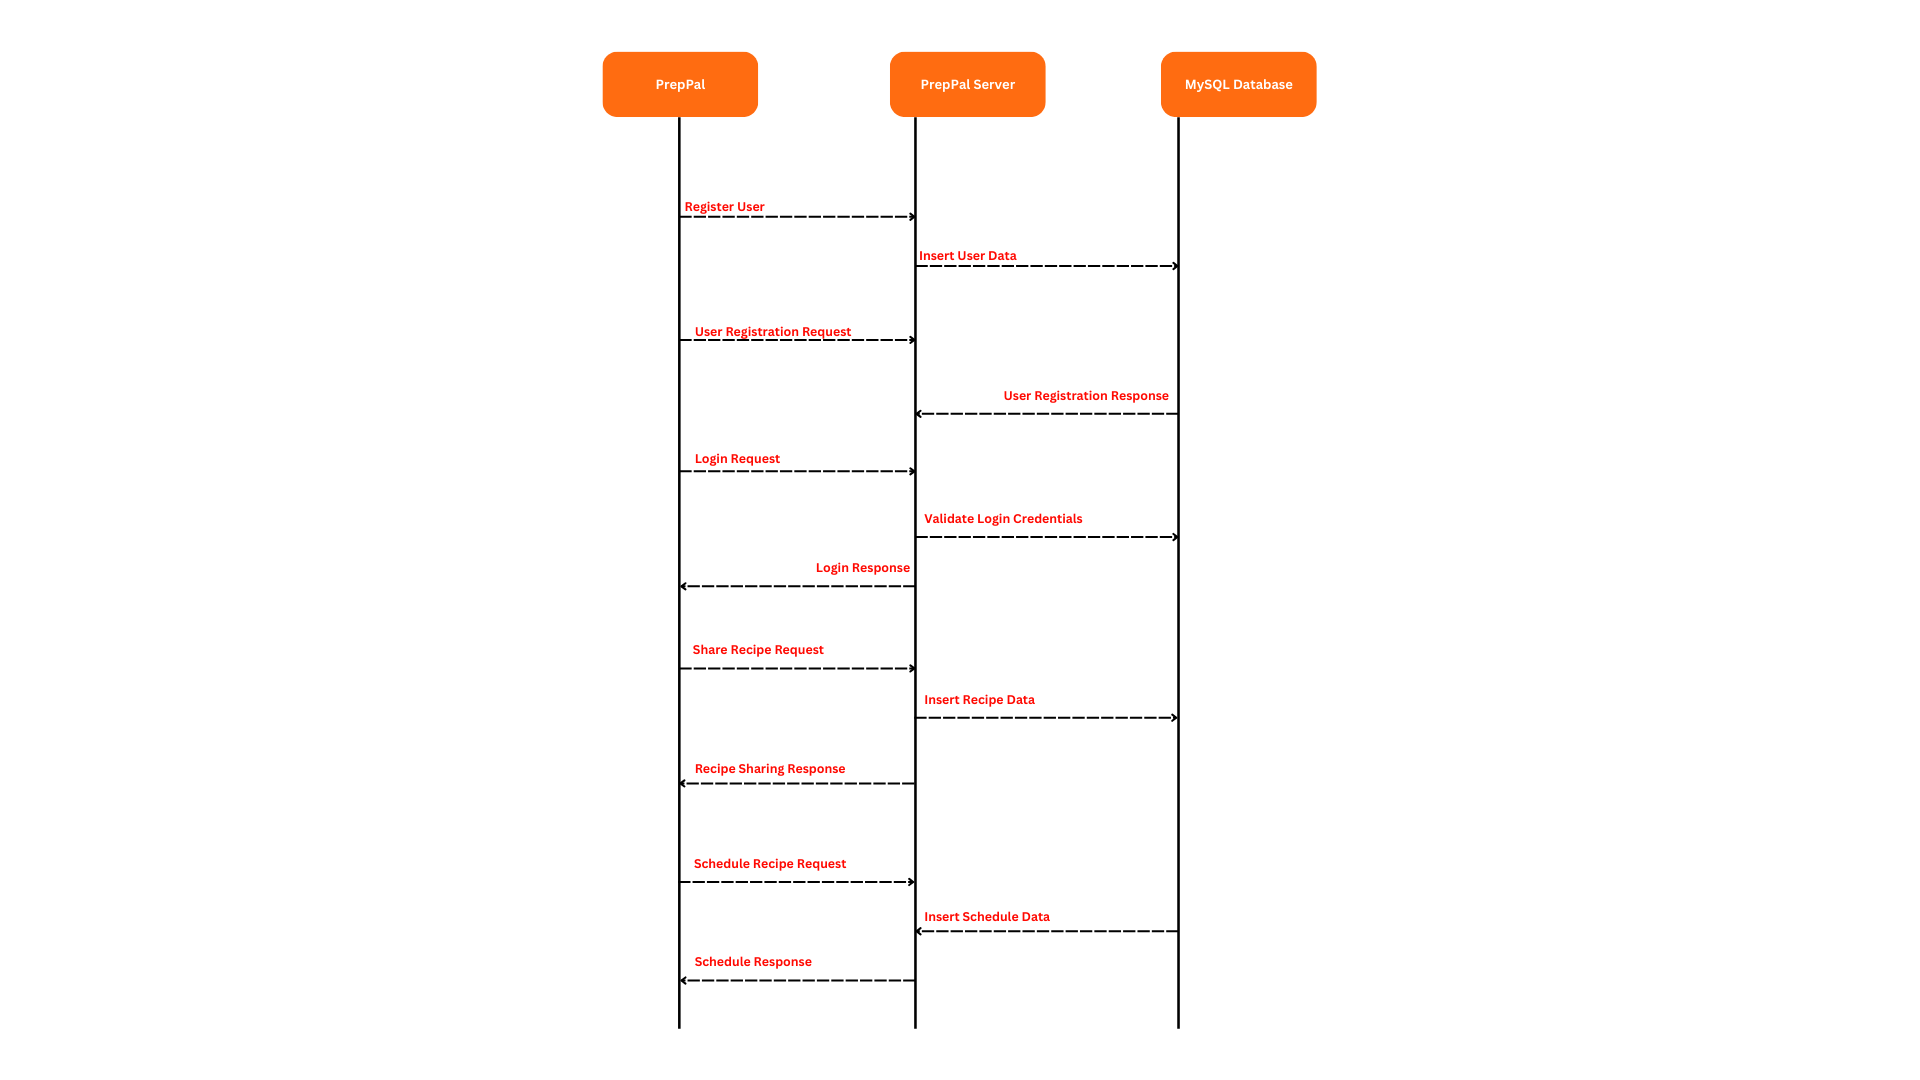 PrepPal
PrepPal Server
MySQL Database
Register User
Insert User Data
User Registration Request
User Registration Response
Login Request
Validate Login Credentials
Login Response
Share Recipe Request
Insert Recipe Data
Recipe Sharing Response
Schedule Recipe Request
Insert Schedule Data
Schedule Response